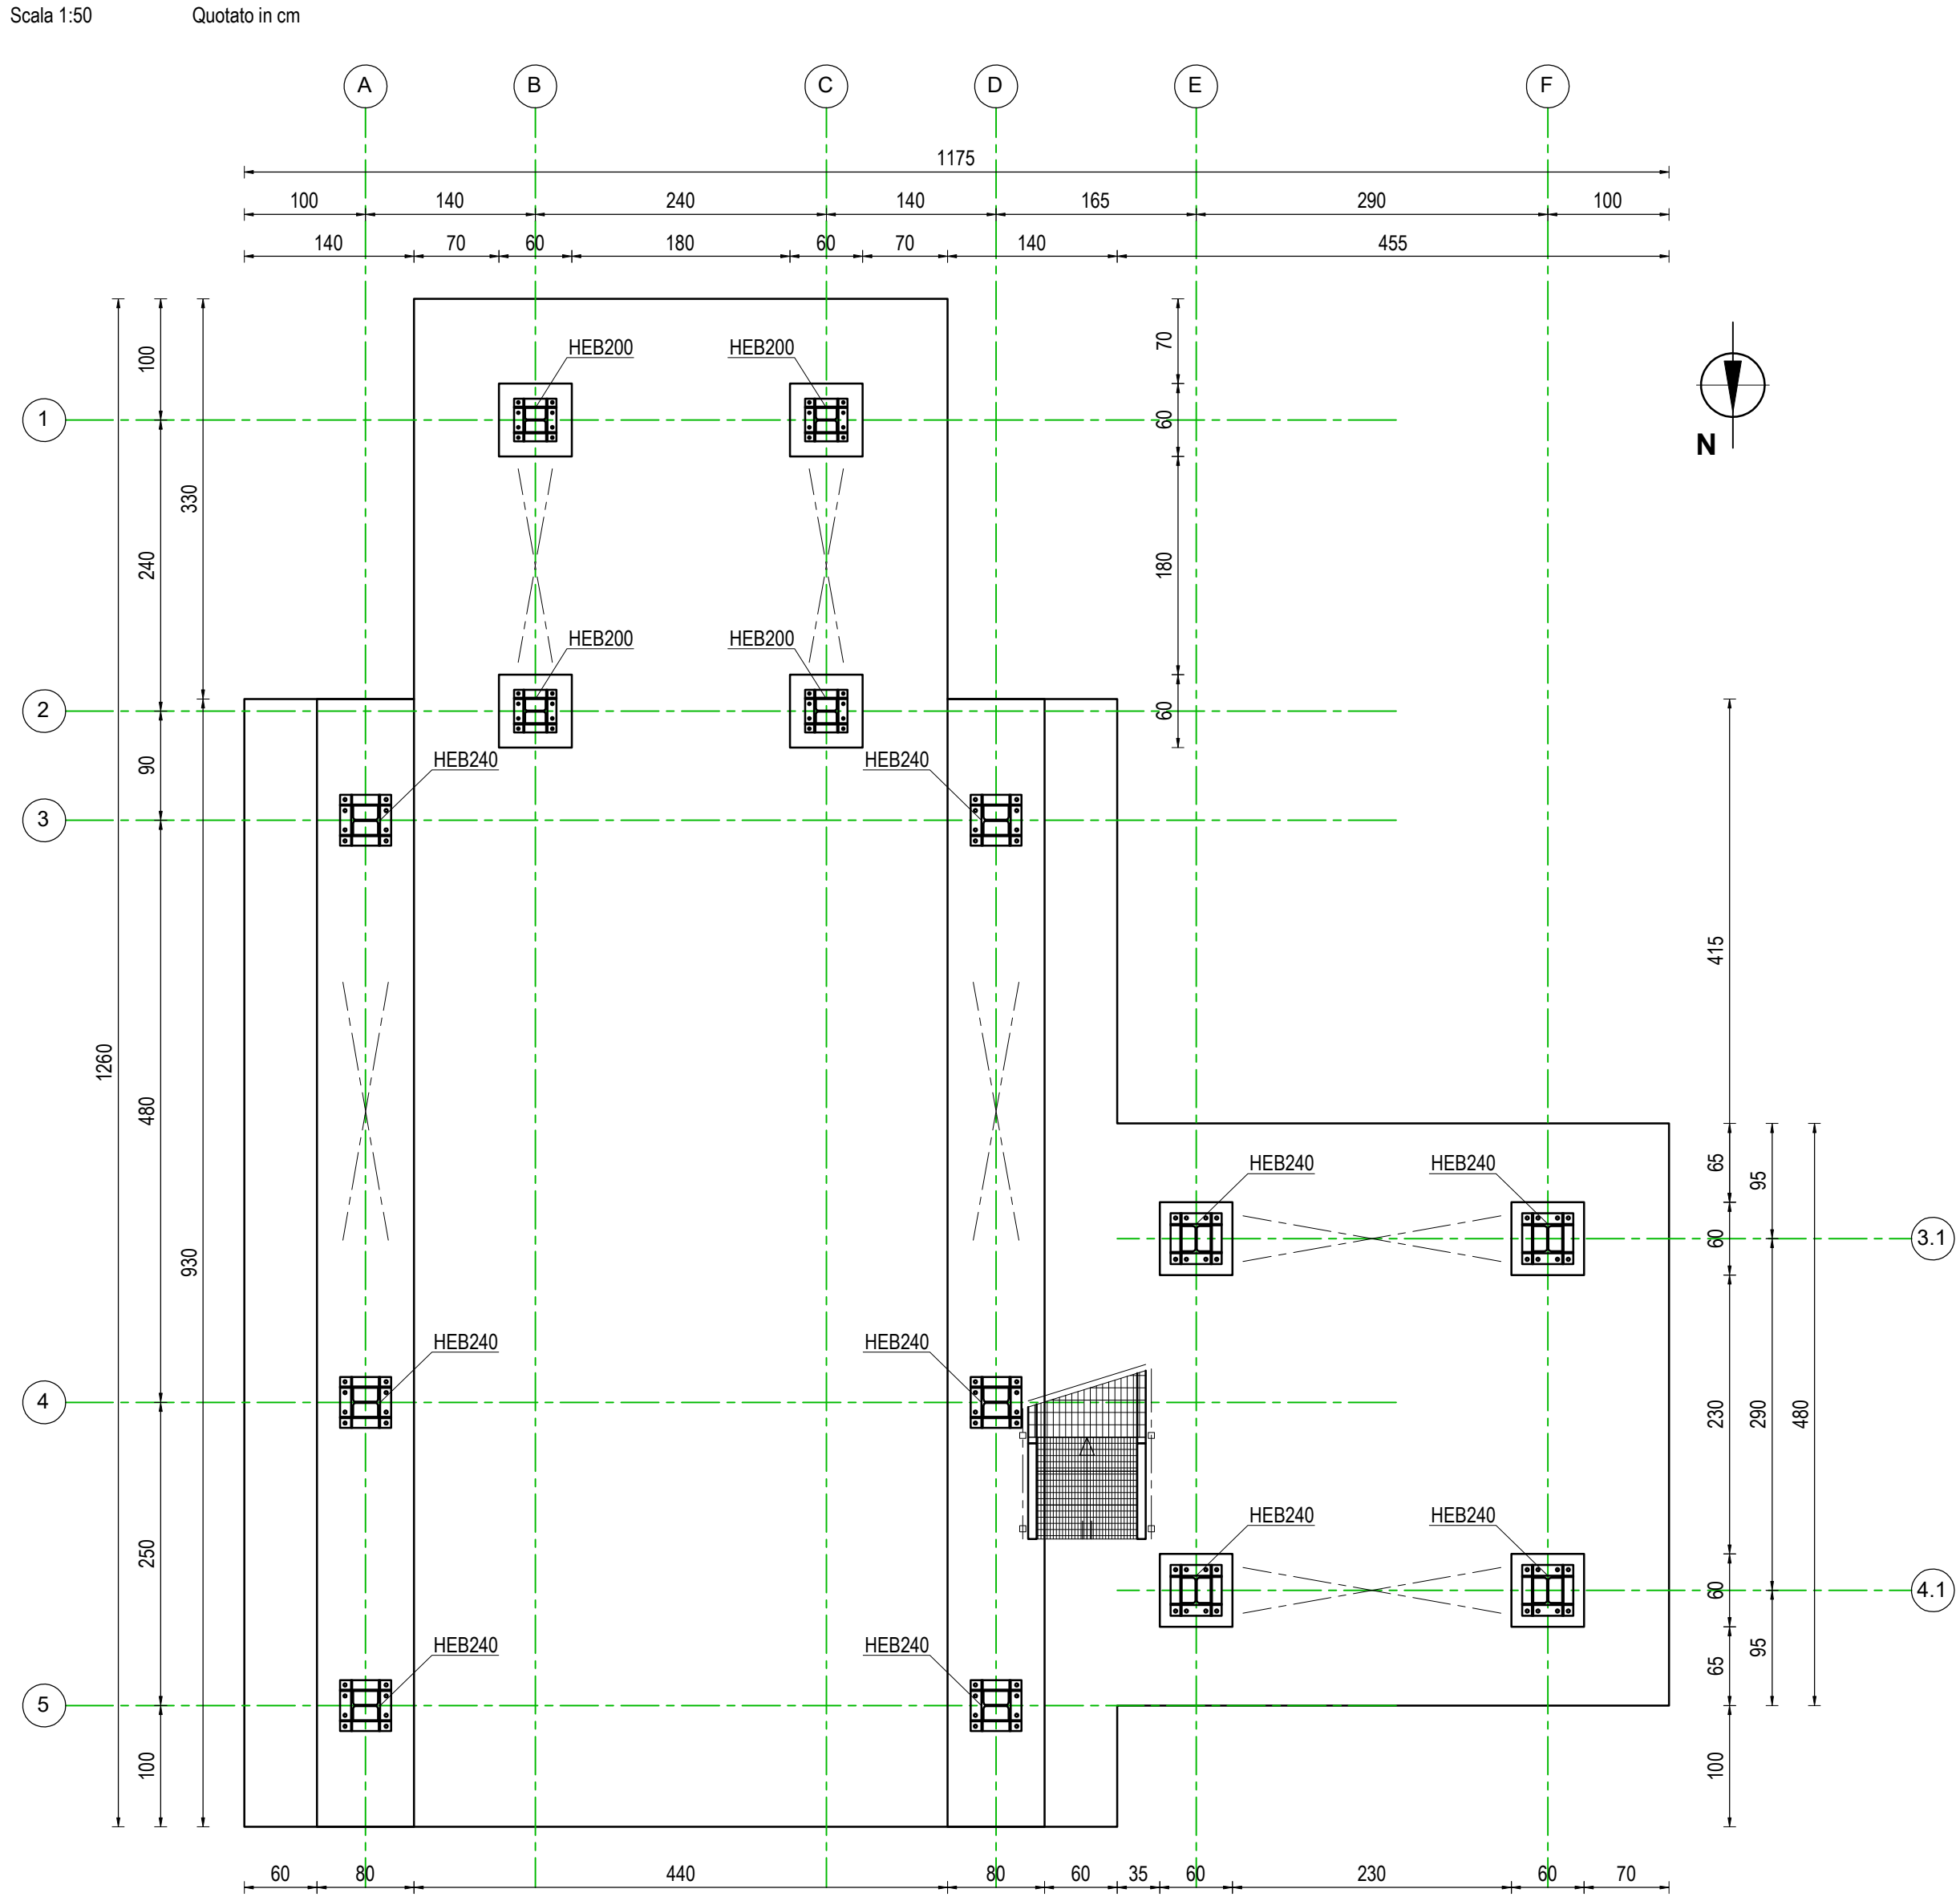 Scala 1:50 Quotato in cm
A B C D E F
1175
100 140 240 140 165 290 100
140 70 60 180 60 70 140 455
HEB200 HEB200
70
100
N
1
60
330
240
180
HEB200 HEB200
2
60
90
HEB240 HEB240
3
415
1260
480
930
HEB240 HEB240
65
95
60
3.1
HEB240 HEB240
4
230
290
480
250
HEB240 HEB240
60
4.1
HEB240 HEB240
65
95
5
100
100
60 80 440 80 60 35 60 230 60 70